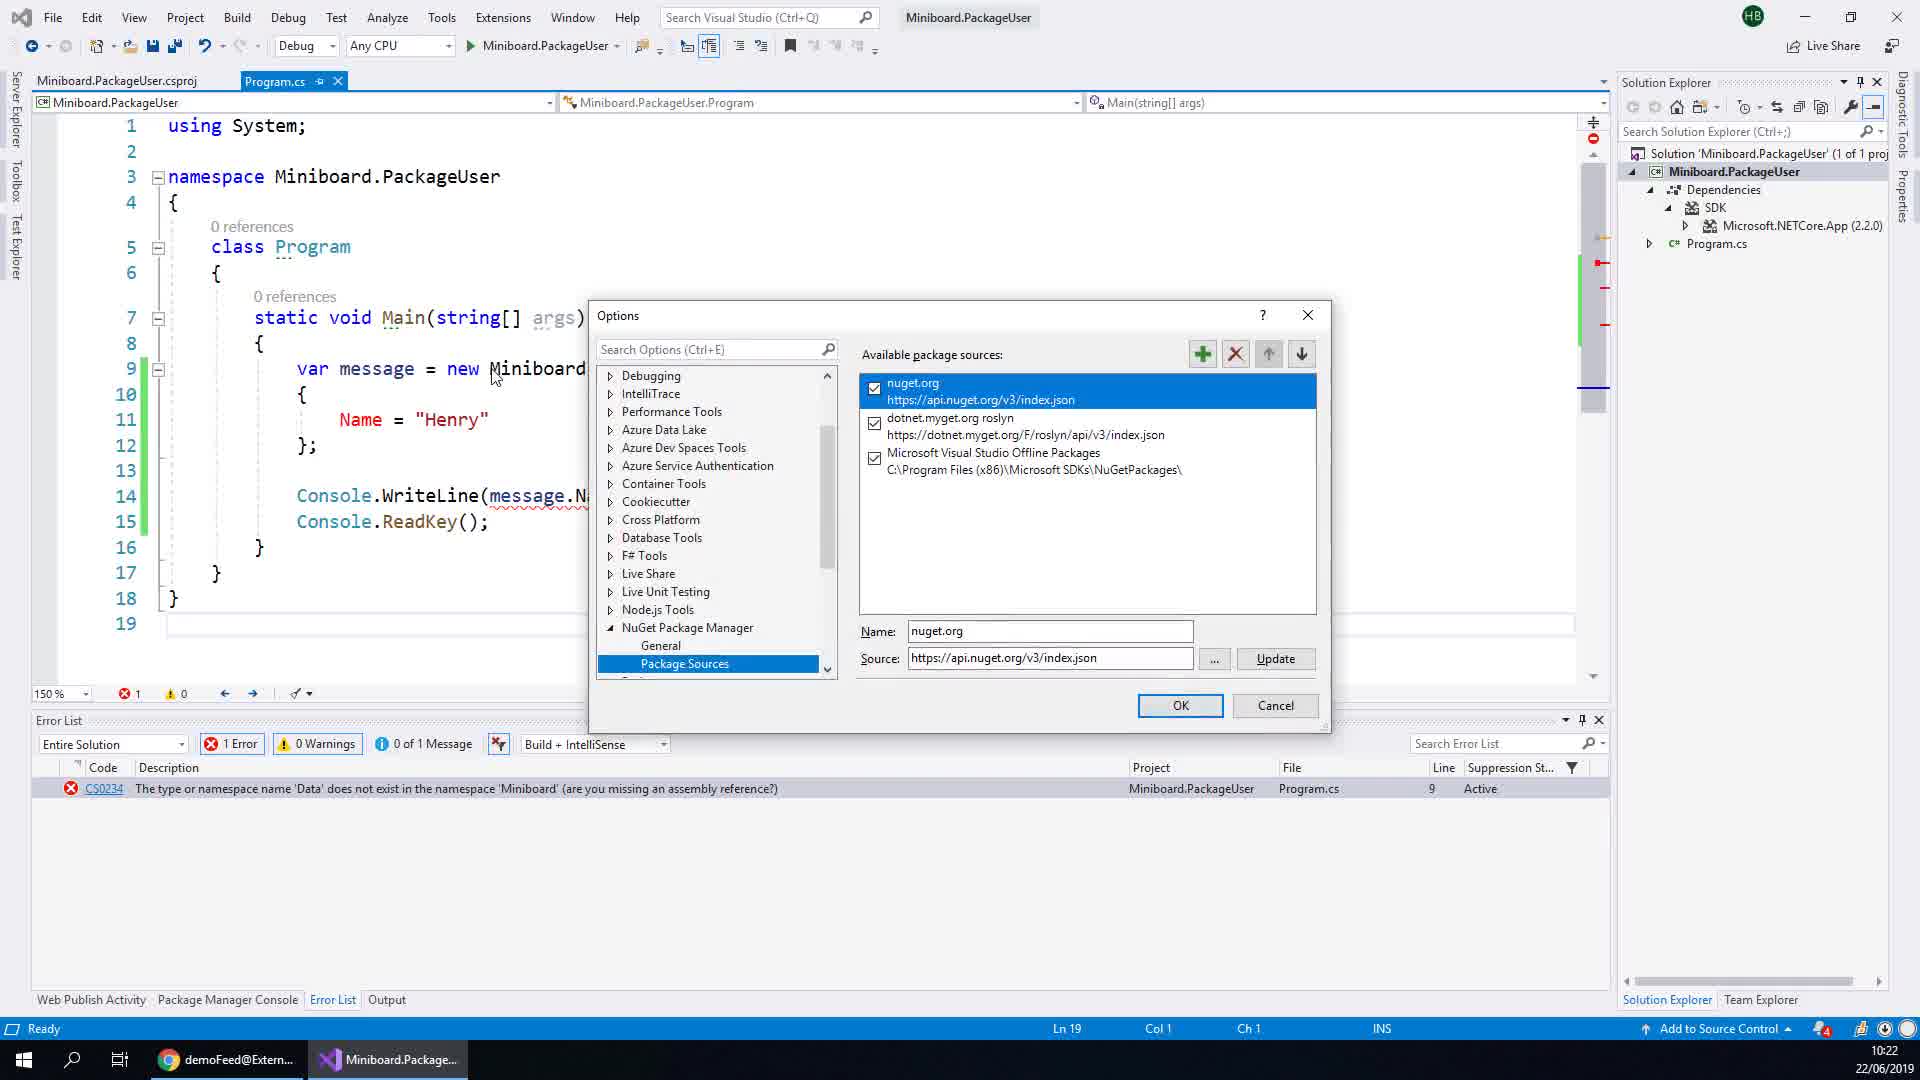 File Edit View Project Build Debug Test Analyze Tools Extensions Window Help Search Visual Studio (Ctrl+Q) Miniboard.PackageUser HB
Debug Any CPU Miniboard.PackageUser Live Share
Miniboard.PackageUser.csproj Program.cs
Miniboard.PackageUser Miniboard.PackageUser.Program Main(string[] args)
Server Explorer
Toolbox
Test Explorer
1 using System;
2
3 namespace Miniboard.PackageUser
4 {
0 references
5 class Program
6 {
0 references
7 static void Main(string[] args)
8 {
9 var message = new Miniboard
10 {
11 Name = "Henry"
12 };
13
14 Console.WriteLine(message.Na
15 Console.ReadKey();
16 }
17 }
18 }
19
150 % 1 0
Options ?
Search Options (Ctrl+E)
Debugging
IntelliTrace
Performance Tools
Azure Data Lake
Azure Dev Spaces Tools
Azure Service Authentication
Container Tools
Cookiecutter
Cross Platform
Database Tools
F# Tools
Live Share
Live Unit Testing
Node.js Tools
NuGet Package Manager
General
Package Sources
Available package sources:
nuget.org
https://api.nuget.org/v3/index.json
dotnet.myget.org roslyn
https://dotnet.myget.org/F/roslyn/api/v3/index.json
Microsoft Visual Studio Offline Packages
C:\Program Files (x86)\Microsoft SDKs\NuGetPackages\
Name: nuget.org
Source: https://api.nuget.org/v3/index.json ... Update
OK Cancel
Solution Explorer
Search Solution Explorer (Ctrl+;)
Solution 'Miniboard.PackageUser' (1 of 1 proj
Miniboard.PackageUser
Dependencies
SDK
Microsoft.NETCore.App (2.2.0)
C# Program.cs
Diagnostic Tools
Properties
Error List
Entire Solution 1 Error 0 Warnings 0 of 1 Message Build + IntelliSense Search Error List
Code Description Project File Line Suppression St...
CS0234 The type or namespace name 'Data' does not exist in the namespace 'Miniboard' (are you missing an assembly reference?) Miniboard.PackageUser Program.cs 9 Active
Web Publish Activity Package Manager Console Error List Output Solution Explorer Team Explorer
Ready Ln 19 Col 1 Ch 1 INS Add to Source Control 4
demoFeed@Extern... Miniboard.Package...
10:22
22/06/2019